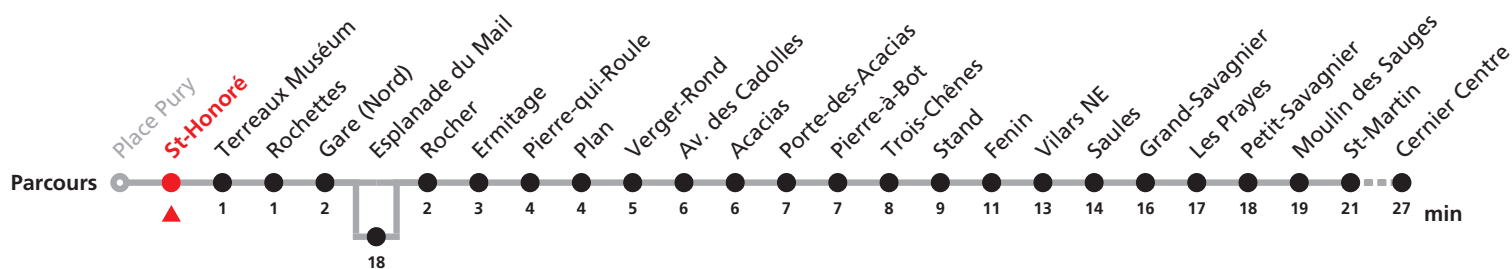 Place Pury
St-Honoré
Terreaux Muséum
Rochettes
Gare (Nord)
Esplanade du Mail
Rocher
Ermitage
Pierre-qui-Roule
Plan
Verger-Rond
Av. des Cadolles
Acacias
Porte-des-Acacias
Pierre-à-Bot
Trois-Chênes
Stand
Fenin
Vilars NE
Saules
Grand-Savagnier
Les Prayes
Petit-Savagnier
Moulin des Sauges
St-Martin
Cernier Centre
Parcours
1 1 2 2 3 4 4 5 6 6 7 7 8 9 11 13 14 16 17 18 19 21 27 min
18